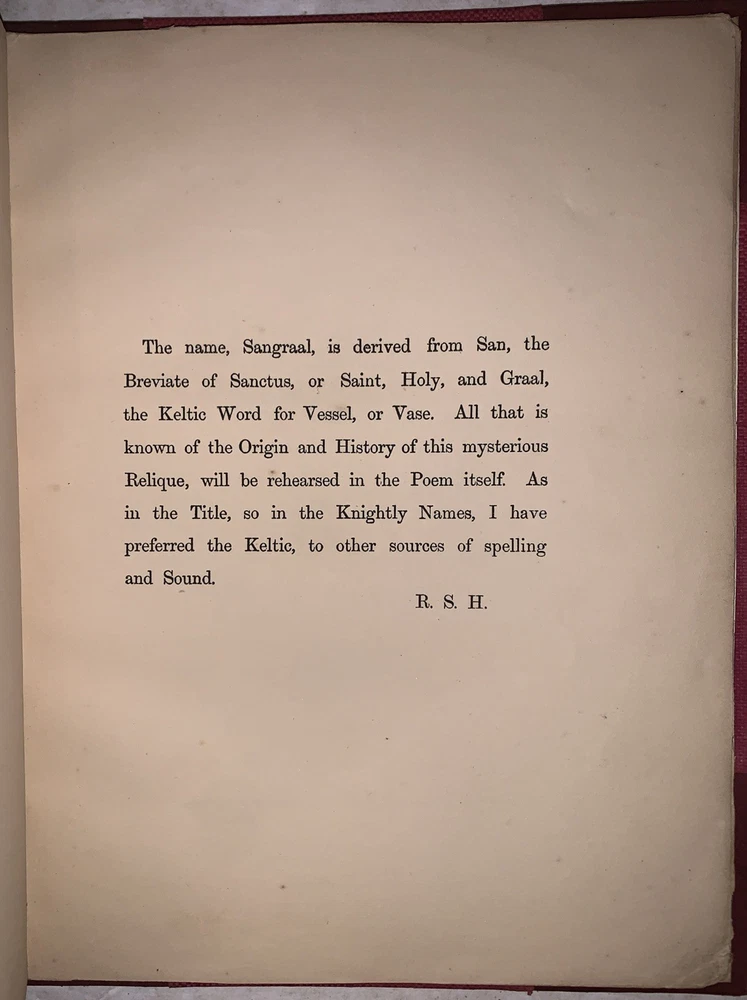 The name, Sangraal, is derived from San, the
Breviate of Sanctus, or Saint, Holy, and Graal,
the Keltic Word for Vessel, or Vase. All that is
known of the Origin and History of this mysterious
Relique, will be rehearsed in the Poem itself. As
in the Title, so in the Knightly Names, I have
preferred the Keltic, to other sources of spelling
and Sound.
R. S. H.